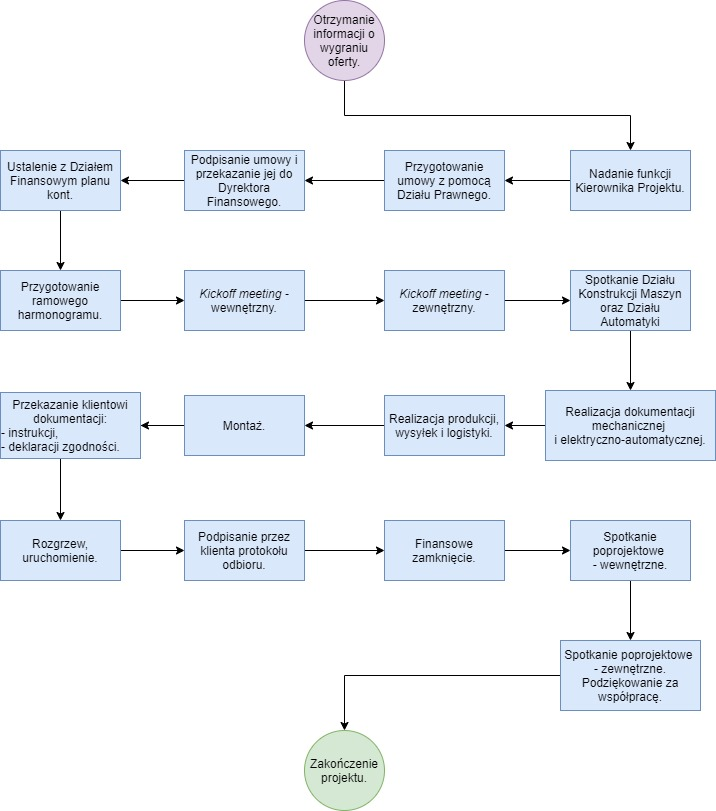 Otrzymanie
informacji o
wygraniu
oferty.
Nadanie funkcji
Kierownika Projektu.
Przygotowanie
umowy z pomocą
Działu Prawnego.
Podpisanie umowy i
przekazanie jej do
Dyrektora
Finansowego.
Ustalenie z Działem
Finansowym planu
kont.
Przygotowanie
ramowego
harmonogramu.
Kickoff meeting -
wewnętrzny.
Kickoff meeting -
zewnętrzny.
Spotkanie Działu
Konstrukcji Maszyn
oraz Działu
Automatyki
Realizacja dokumentacji
mechanicznej
i elektryczno-automatycznej.
Realizacja produkcji,
wysyłek i logistyki.
Montaż.
Przekazanie klientowi
dokumentacji:
- instrukcji,
- deklaracji zgodności.
Rozgrzew,
uruchomienie.
Podpisanie przez
klienta protokołu
odbioru.
Finansowe
zamknięcie.
Spotkanie
poprojektowe
- wewnętrzne.
Spotkanie poprojektowe
- zewnętrzne.
Podziękowanie za
współpracę.
Zakończenie
projektu.